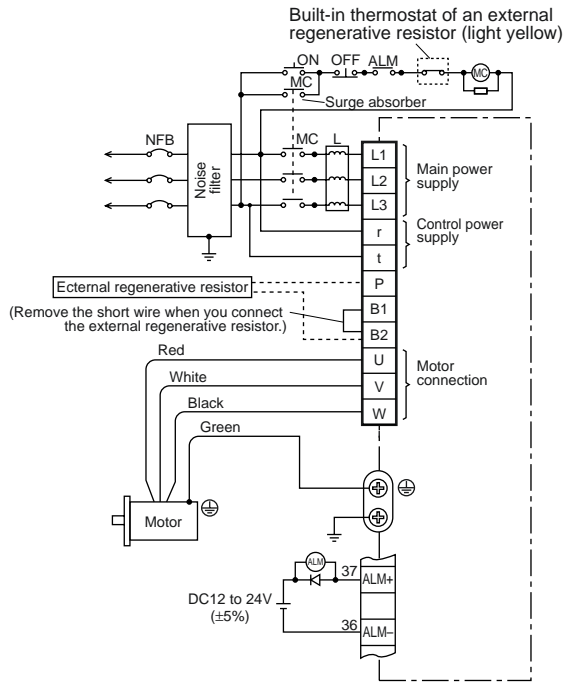 Built-in thermostat of an external
regenerative resistor (light yellow)
ON OFF ALM
MC
MC
Surge absorber
NFB
Noise
filter
MC L
L1
L2
L3
Main power
supply
r
t
Control power
supply
P
B1
B2
Ecternal regenerative resistor
(Remove the short wire when you connect
the external regenerative resistor.)
U
V
W
Motor
connection
Red
White
Black
Green
Motor
ALM
37
ALM+
DC12 to 24V
(±5%)
36
ALM–